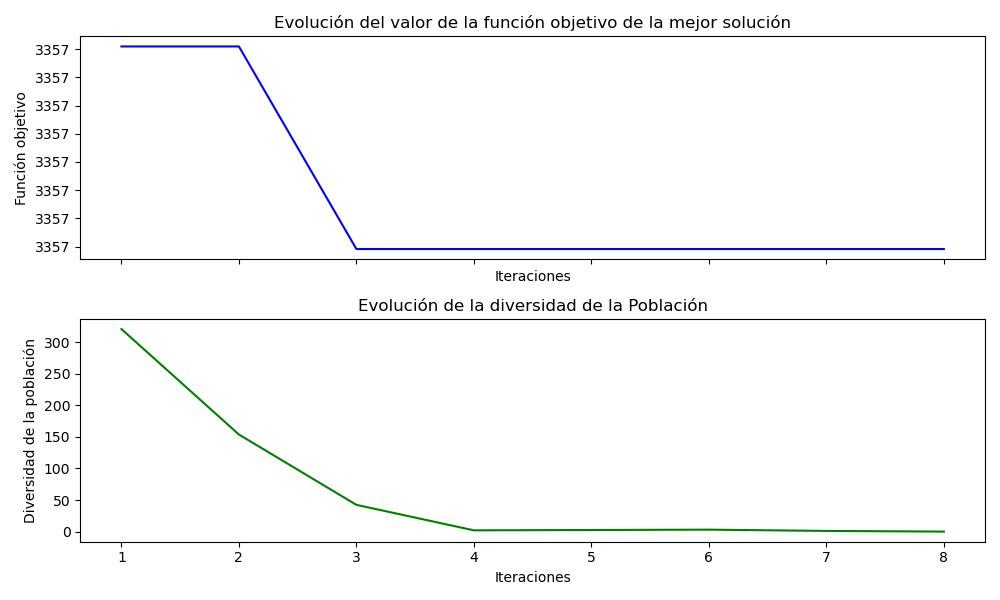 Evolución del valor de la función objetivo de la mejor solución
Función objetivo
3357
3357
3357
3357
3357
3357
3357
3357
Iteraciones
Evolución de la diversidad de la Población
Diversidad de la población
300
250
200
150
100
50
0
1 2 3 4 5 6 7 8
Iteraciones